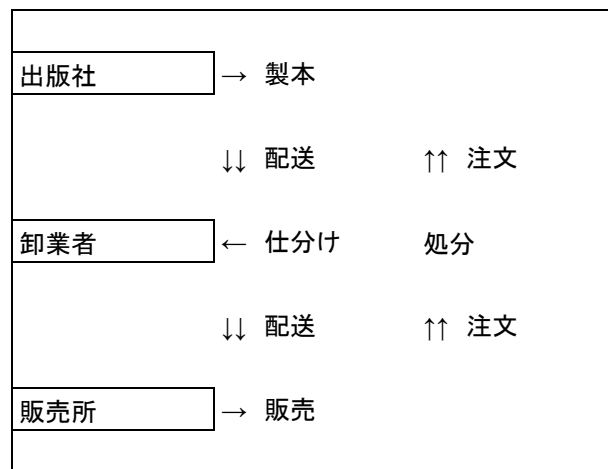 出版社 → 製本
↓↓ 配送 ↑↑ 注文
卸業者 ← 仕分け 処分
↓↓ 配送 ↑↑ 注文
販売所 → 販売